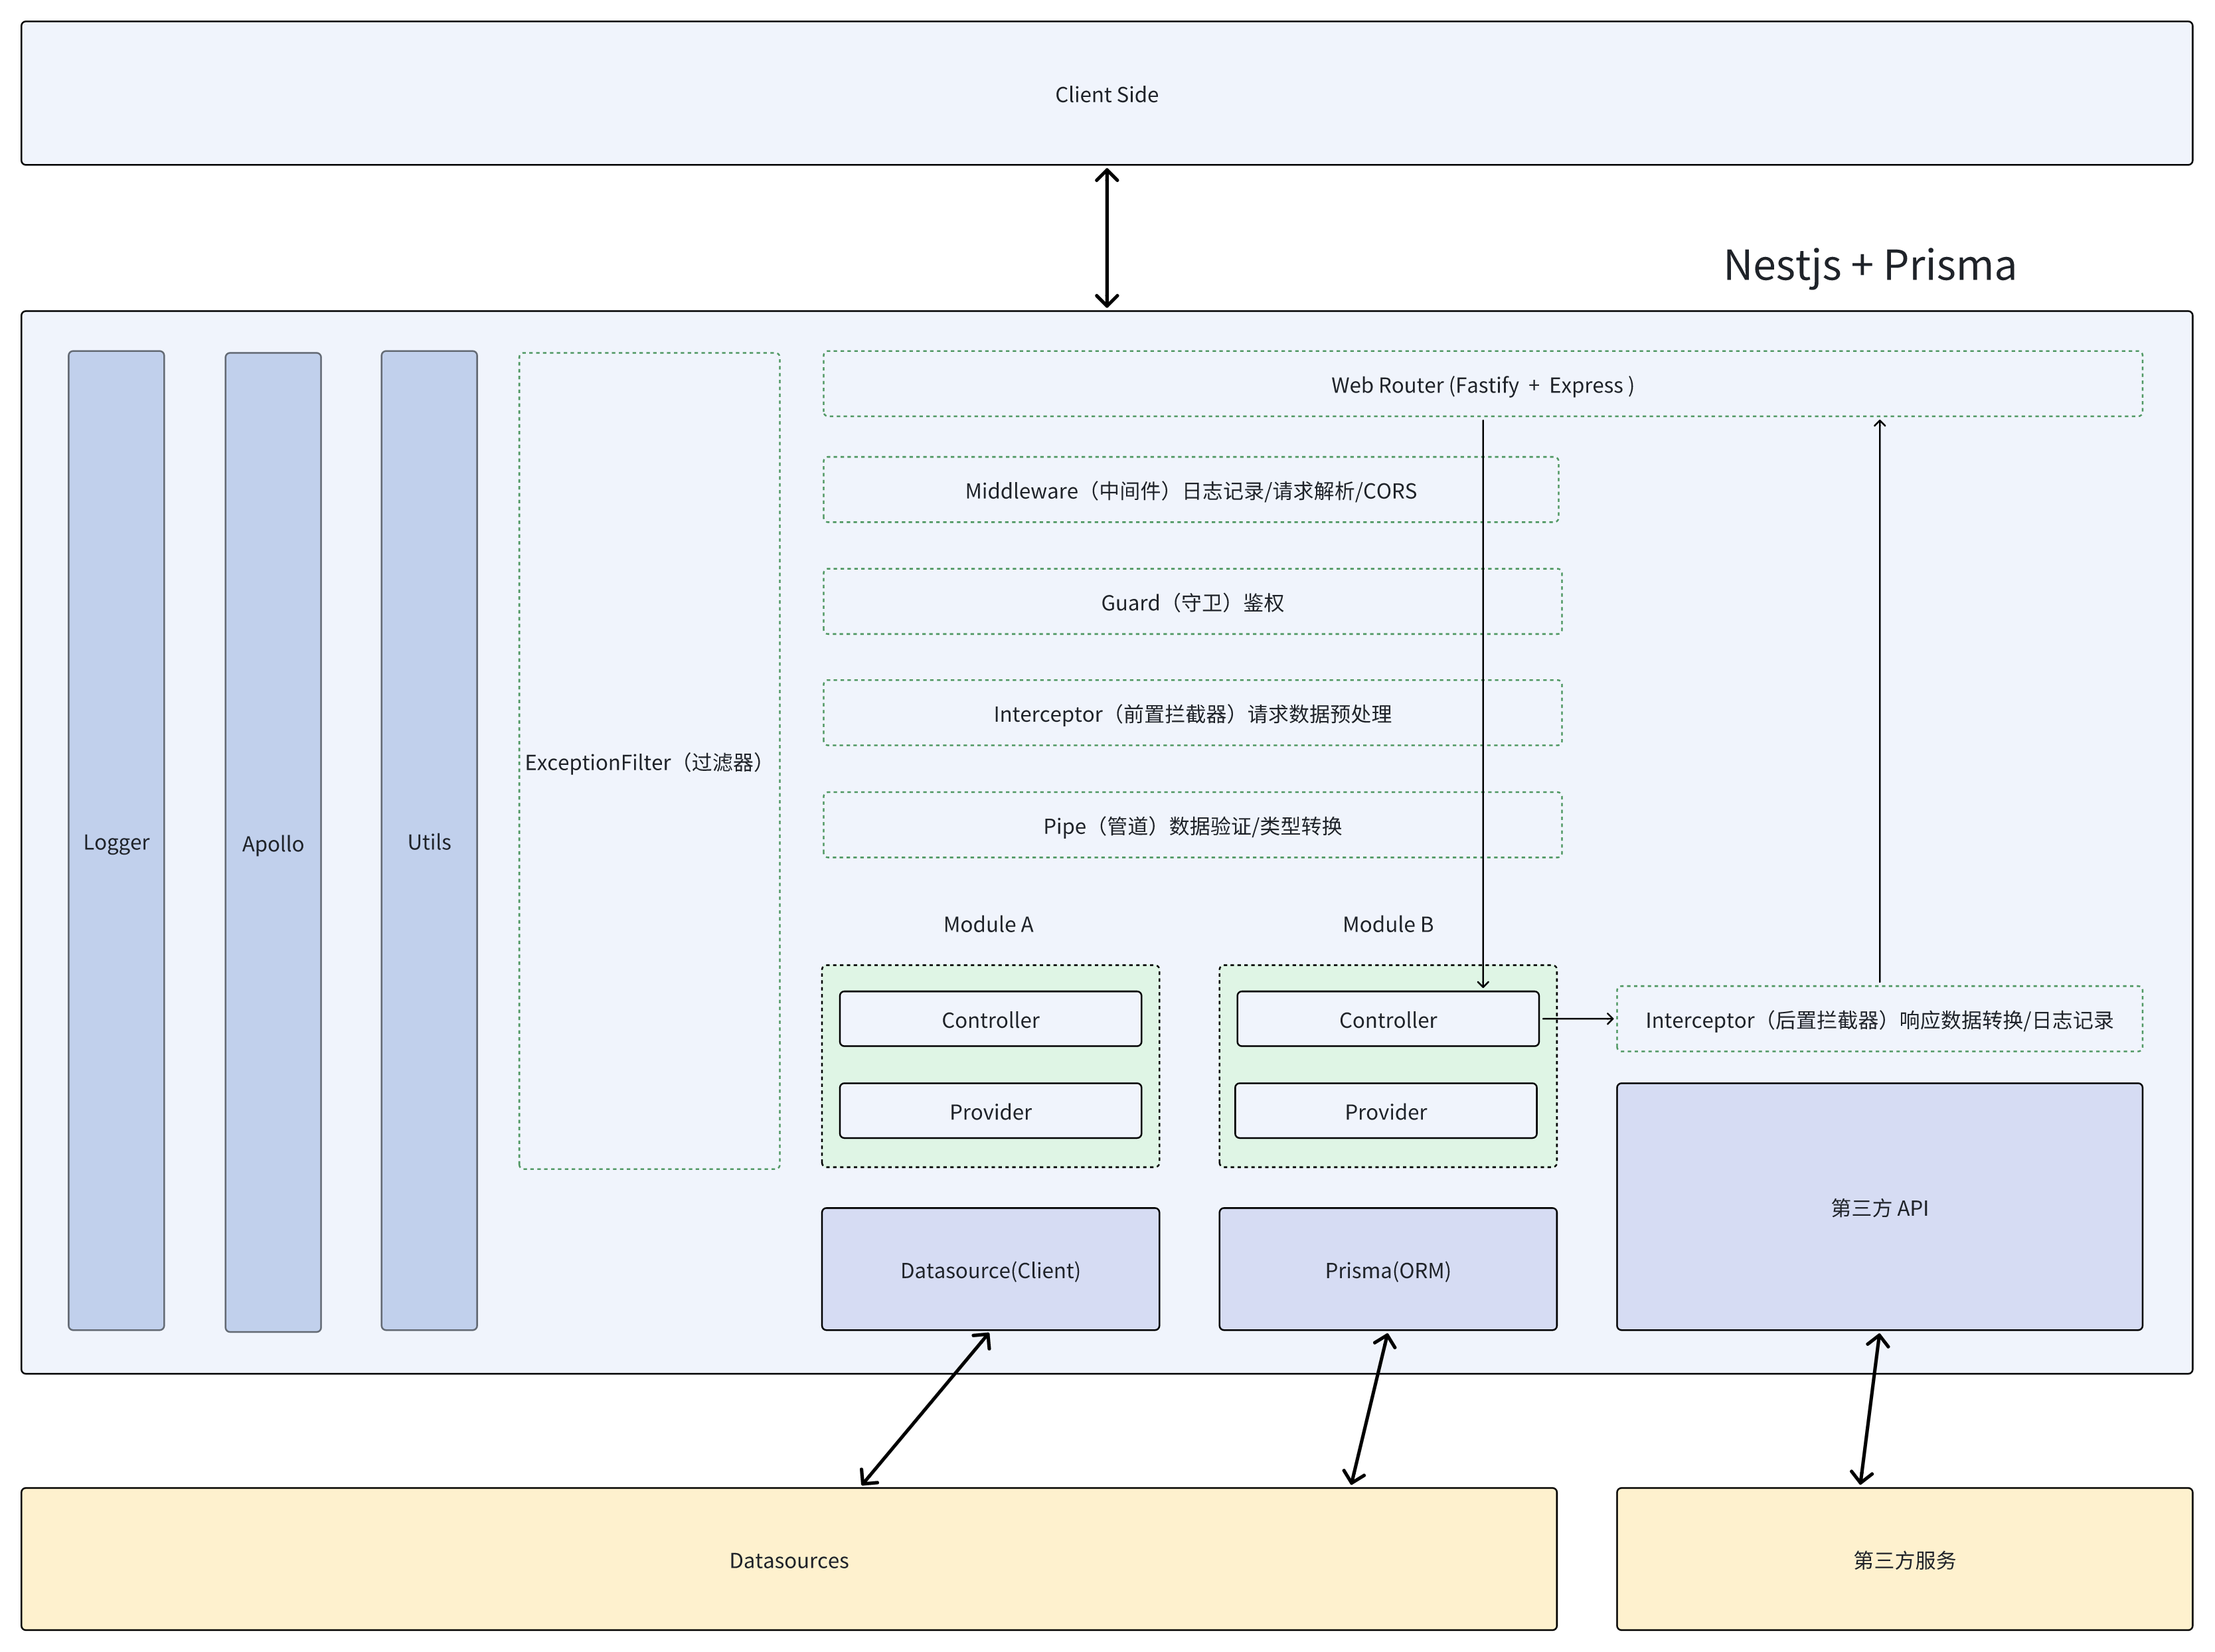 Client Side
Nestjs + Prisma
Logger
Apollo
Utils
ExceptionFilter（过滤器）
Web Router (Fastify + Express )
Middleware（中间件）日志记录/请求解析/CORS
Guard（守卫）鉴权
Interceptor（前置拦截器）请求数据预处理
Pipe（管道）数据验证/类型转换
Module A
Module B
Controller
Controller
Interceptor（后置拦截器）响应数据转换/日志记录
Provider
Provider
第三方 API
Datasource(Client)
Prisma(ORM)
Datasources
第三方服务